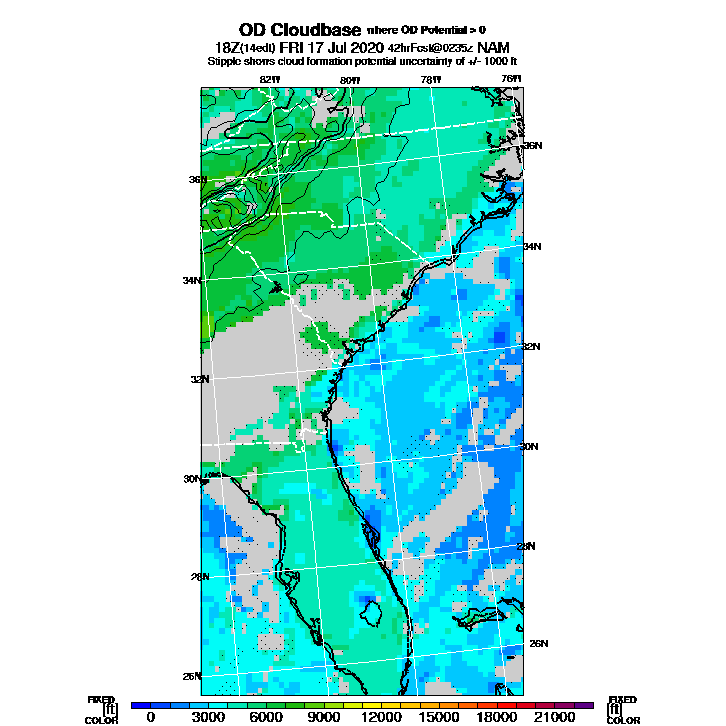 OD Cloudbase where OD Potential > 0
18Z(14edt) FRI 17 Jul 2020 42hrFcst@0235z NAM
Stipple shows cloud formation potential uncertainty of +/- 1000 ft
82W 80W 78W 76W
36N
36N
34N
34N
32N
32N
30N
30N
28N
28N
26N
26N
FIXED FIXED
[ft] [ft]
COLOR 0 3000 6000 9000 12000 15000 18000 21000 COLOR